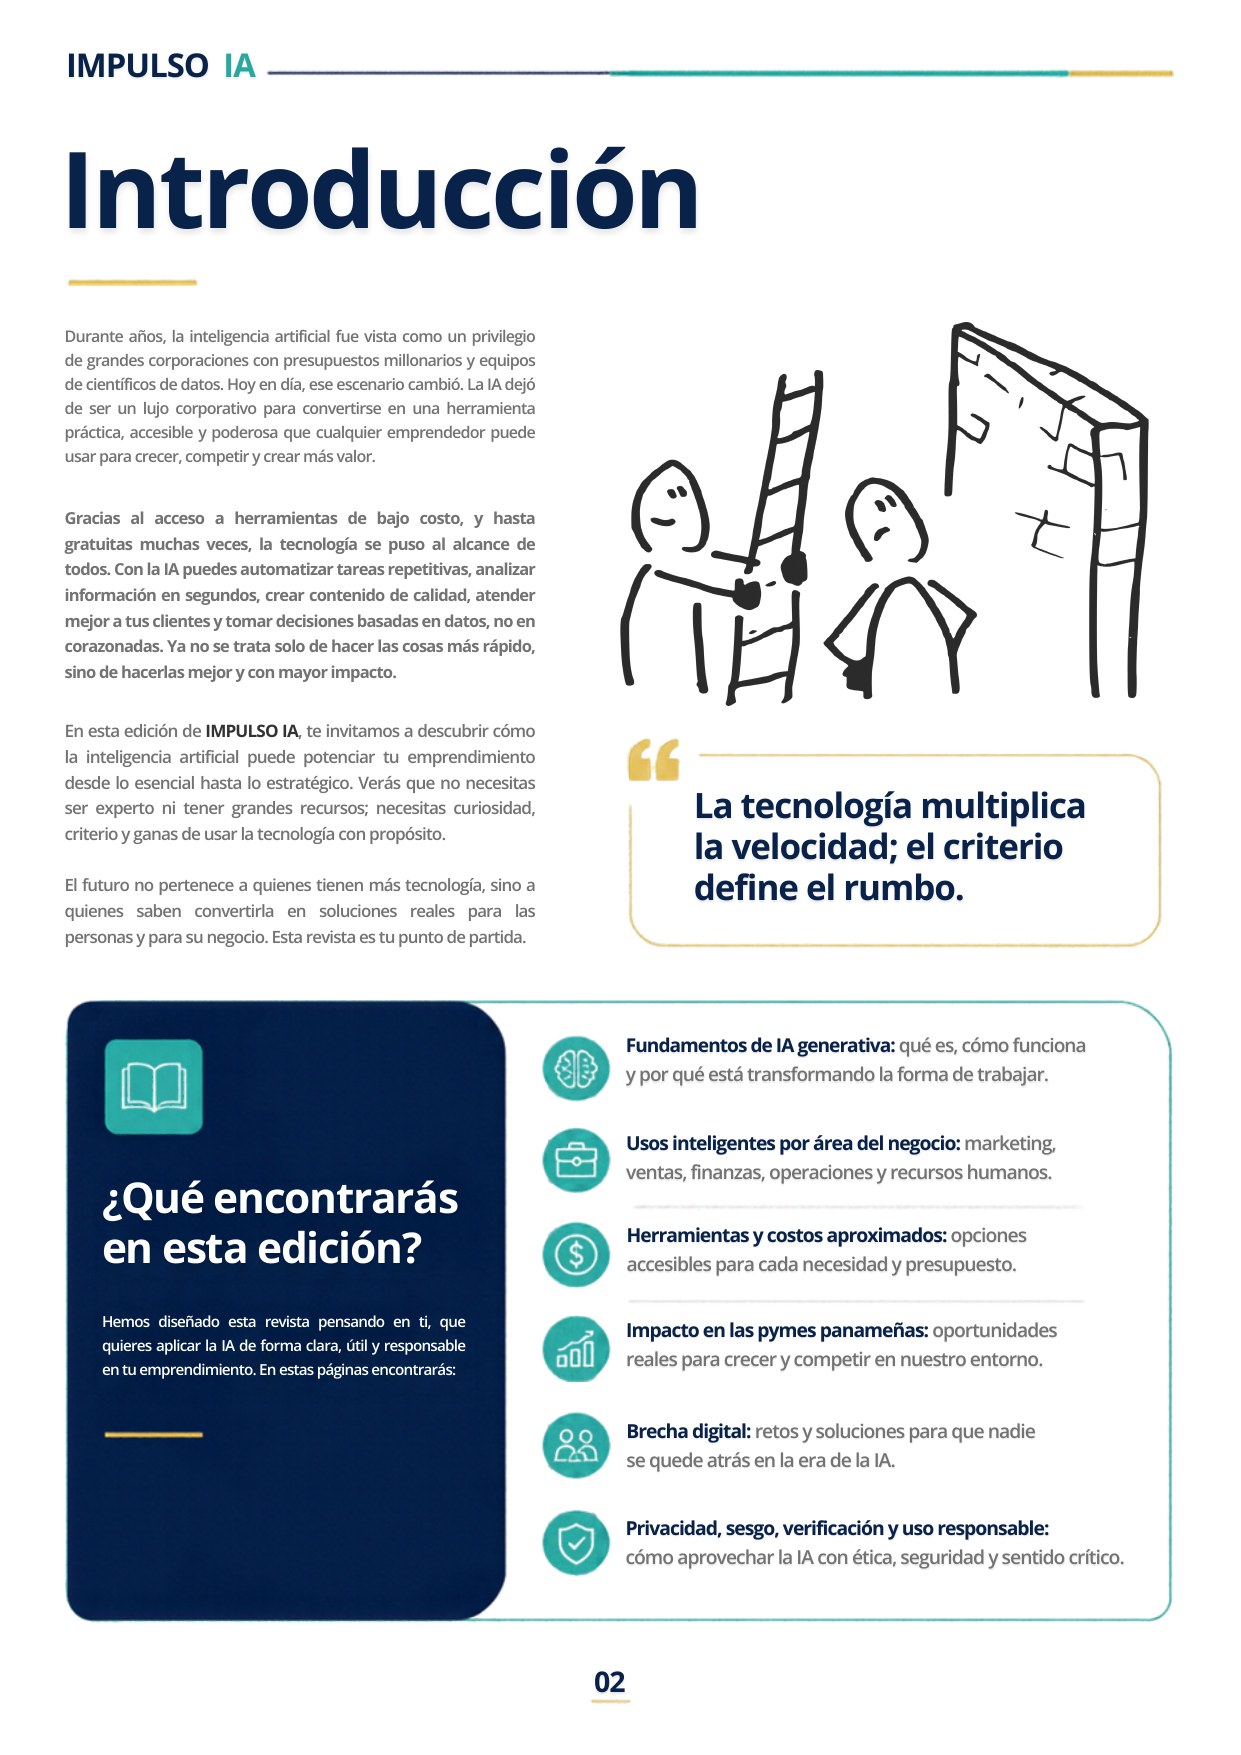 IMPULSO IA
Introducción
Durante años, la inteligencia artificial fue vista como un privilegio
de grandes corporaciones con presupuestos millonarios y equipos
de científicos de datos. Hoy en día, ese escenario cambió. La IA dejó
de ser un lujo corporativo para convertirse en una herramienta
práctica, accesible y poderosa que cualquier emprendedor puede
usar para crecer, competir y crear más valor.
Gracias al acceso a herramientas de bajo costo, y hasta
gratuitas muchas veces, la tecnología se puso al alcance de
todos. Con la IA puedes automatizar tareas repetitivas, analizar
información en segundos, crear contenido de calidad, atender
mejor a tus clientes y tomar decisiones basadas en datos, no en
corazonadas. Ya no se trata solo de hacer las cosas más rápido,
sino de hacerlas mejor y con mayor impacto.
En esta edición de IMPULSO IA, te invitamos a descubrir cómo
la inteligencia artificial puede potenciar tu emprendimiento
desde lo esencial hasta lo estratégico. Verás que no necesitas
ser experto ni tener grandes recursos; necesitas curiosidad,
criterio y ganas de usar la tecnología con propósito.
El futuro no pertenece a quienes tienen más tecnología, sino a
quienes saben convertirla en soluciones reales para las
personas y para su negocio. Esta revista es tu punto de partida.
“
La tecnología multiplica
la velocidad; el criterio
define el rumbo.
¿Qué encontrarás
en esta edición?
Hemos diseñado esta revista pensando en ti, que
quieres aplicar la IA de forma clara, útil y responsable
en tu emprendimiento. En estas páginas encontrarás:
Fundamentos de IA generativa: qué es, cómo funciona
y por qué está transformando la forma de trabajar.
Usos inteligentes por área del negocio: marketing,
ventas, finanzas, operaciones y recursos humanos.
Herramientas y costos aproximados: opciones
accesibles para cada necesidad y presupuesto.
Impacto en las pymes panameñas: oportunidades
reales para crecer y competir en nuestro entorno.
Brecha digital: retos y soluciones para que nadie
se quede atrás en la era de la IA.
Privacidad, sesgo, verificación y uso responsable:
cómo aprovechar la IA con ética, seguridad y sentido crítico.
02